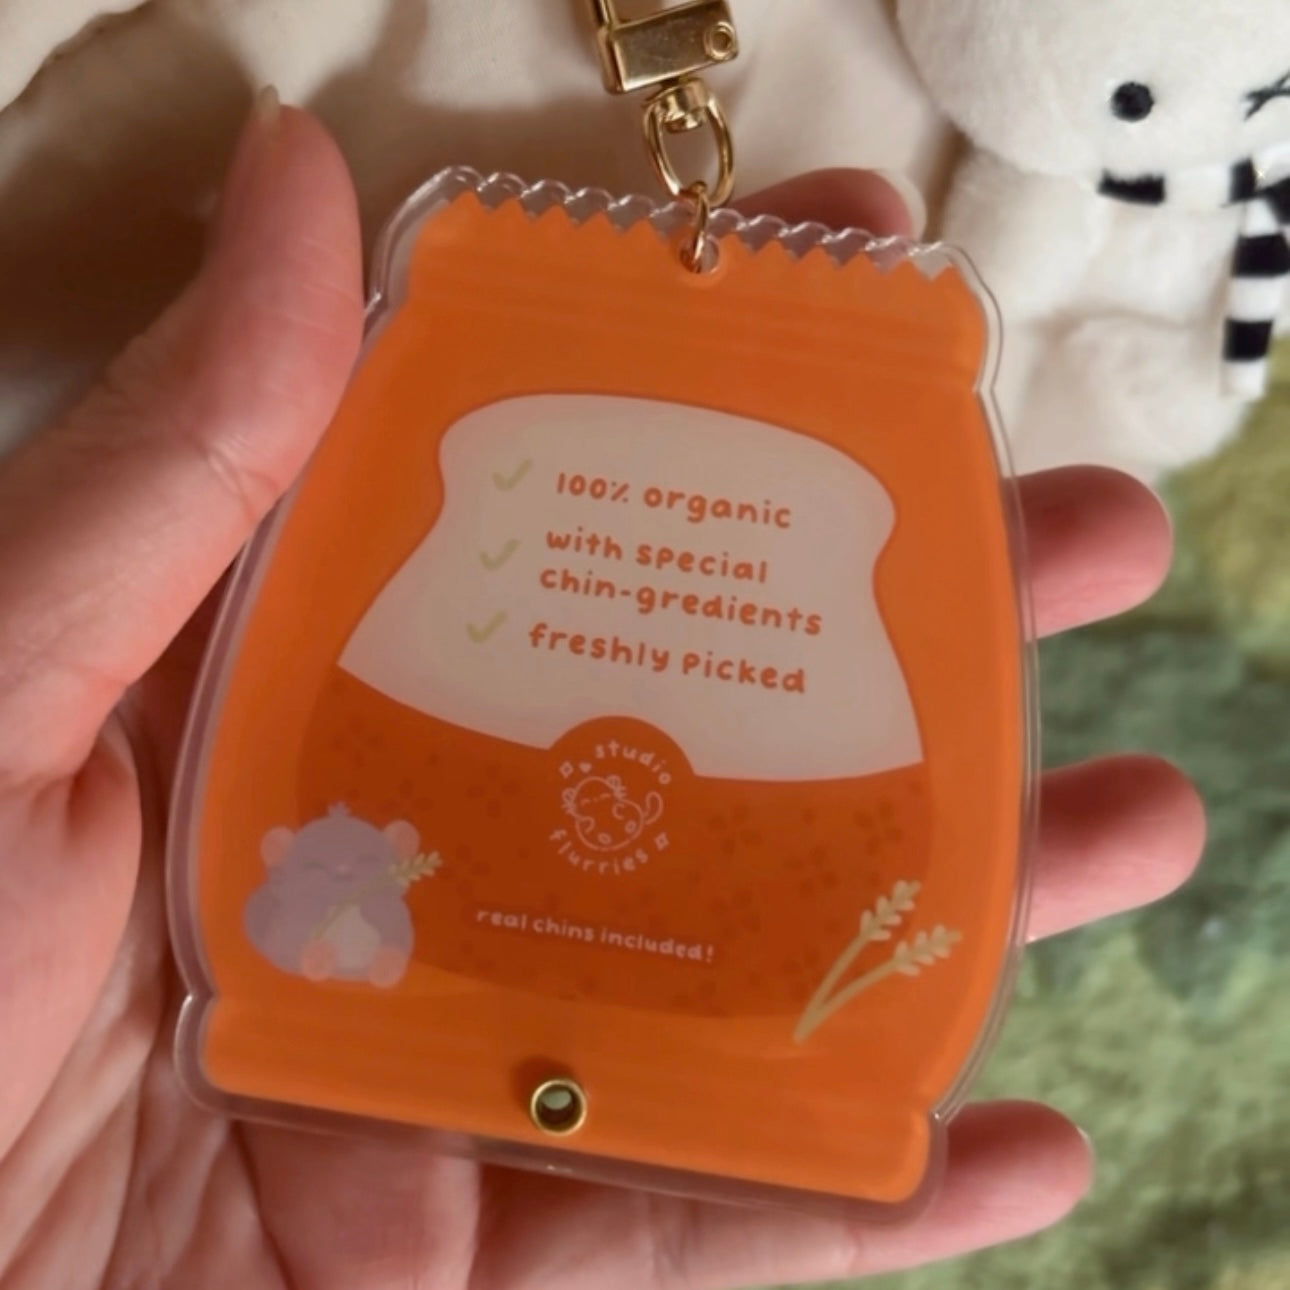 100% organic
with special
chin-gredients
freshly picked
studio
flurries
real chins included!